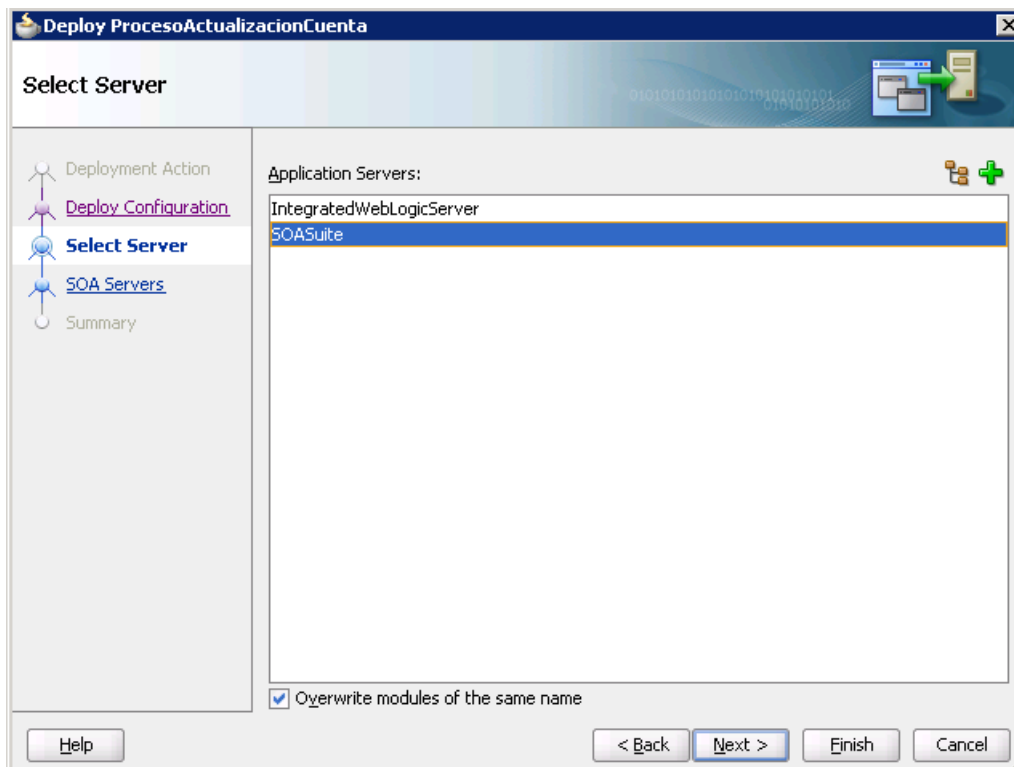 Deploy ProcesoActualizacionCuenta
Select Server
Deployment Action
Deploy Configuration
Select Server
SOA Servers
Summary
Application Servers:
IntegratedWebLogicServer
SOASuite
Overwrite modules of the same name
Help
< Back
Next >
Finish
Cancel